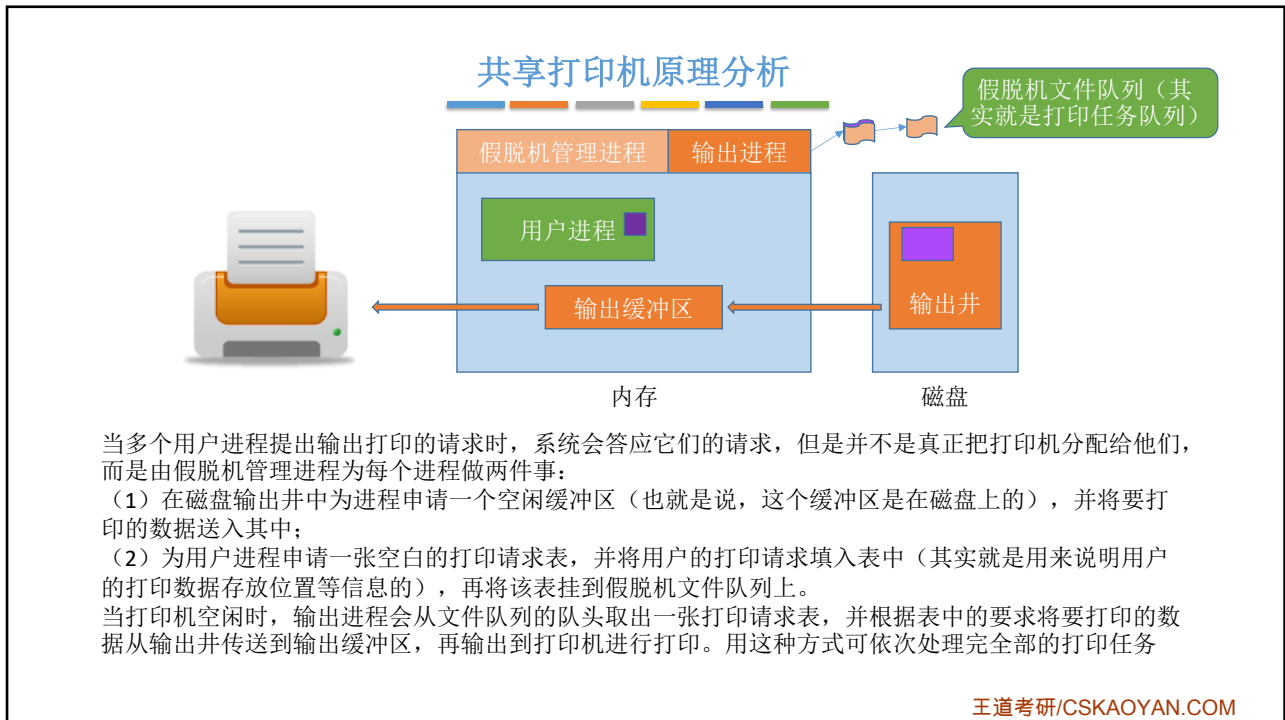 共享打印机原理分析
假脱机文件队列（其
实就是打印任务队列）
假脱机管理进程
输出进程
用户进程
输出缓冲区
输出井
内存
磁盘
当多个用户进程提出输出打印的请求时，系统会答应它们的请求，但是并不是真正把打印机分配给他们，
而是由假脱机管理进程为每个进程做两件事：
（1）在磁盘输出井中为进程申请一个空闲缓冲区（也就是说，这个缓冲区是在磁盘上的），并将要打
印的数据送入其中；
（2）为用户进程申请一张空白的打印请求表，并将用户的打印请求填入表中（其实就是用来说明用户
的打印数据存放位置等信息的），再将该表挂到假脱机文件队列上。
当打印机空闲时，输出进程会从文件队列的队头取出一张打印请求表，并根据表中的要求将要打印的数
据从输出井传送到输出缓冲区，再输出到打印机进行打印。用这种方式可依次处理完全部的打印任务
王道考研/CSKAOYAN.COM